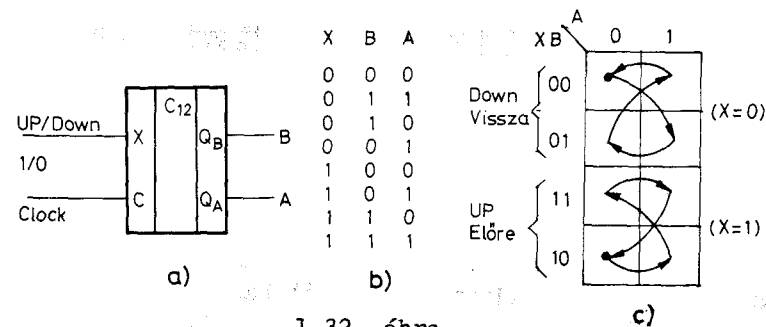 UP/Down
1/0
Clock
X
C
C12
QB
QA
B
A
a)
X B A
0 0 0
0 1 1
0 1 0
0 0 1
1 0 0
1 0 1
1 1 0
1 1 1
b)
A
XB 0 1
Down
Vissza
00
01
(X=0)
UP
Előre
11
10
(X=1)
c)
1.32. ábra